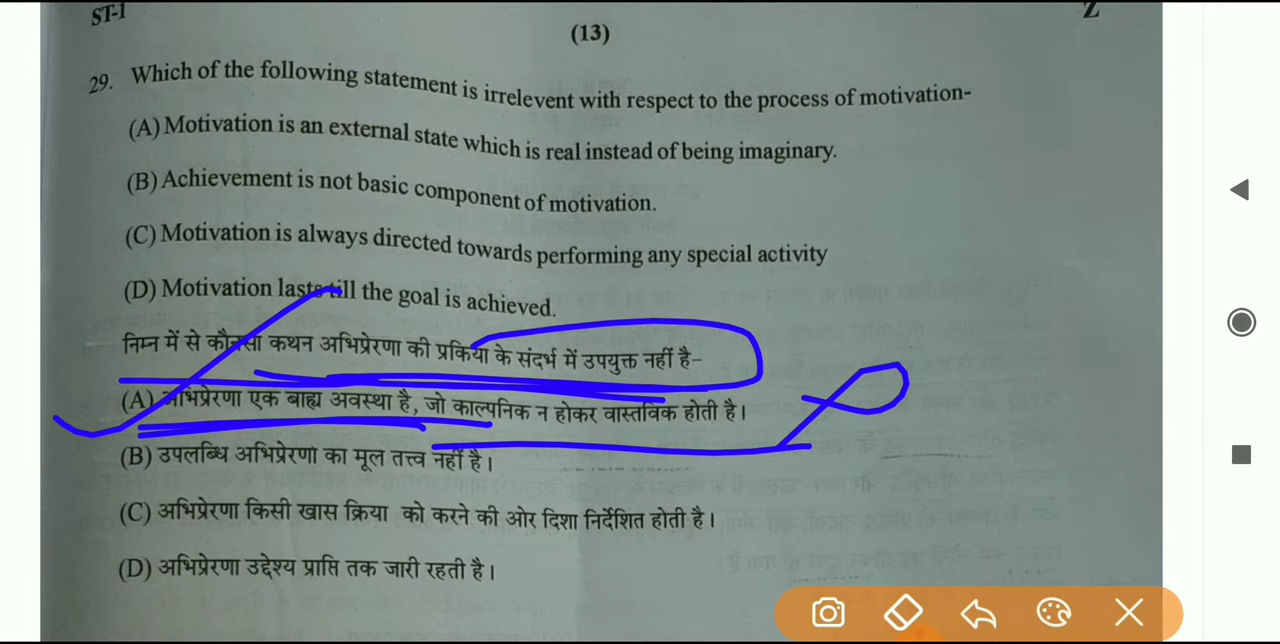 ST-1
(13)
29. Which of the following statement is irrelevent with respect to the process of motivation-
(A) Motivation is an external state which is real instead of being imaginary.
(B) Achievement is not basic component of motivation.
(C) Motivation is always directed towards performing any special activity
(D) Motivation lasts till the goal is achieved.
निम्न में से कौनसा कथन अभिप्रेरणा की प्रकिया के संदर्भ में उपयुक्त नहीं है-
(A) अभिप्रेरणा एक बाह्य अवस्था है, जो काल्पनिक न होकर वास्तविक होती है।
(B) उपलब्धि अभिप्रेरणा का मूल तत्त्व नहीं है।
(C) अभिप्रेरणा किसी खास क्रिया को करने की ओर दिशा निर्देशित होती है।
(D) अभिप्रेरणा उद्देश्य प्राप्ति तक जारी रहती है।